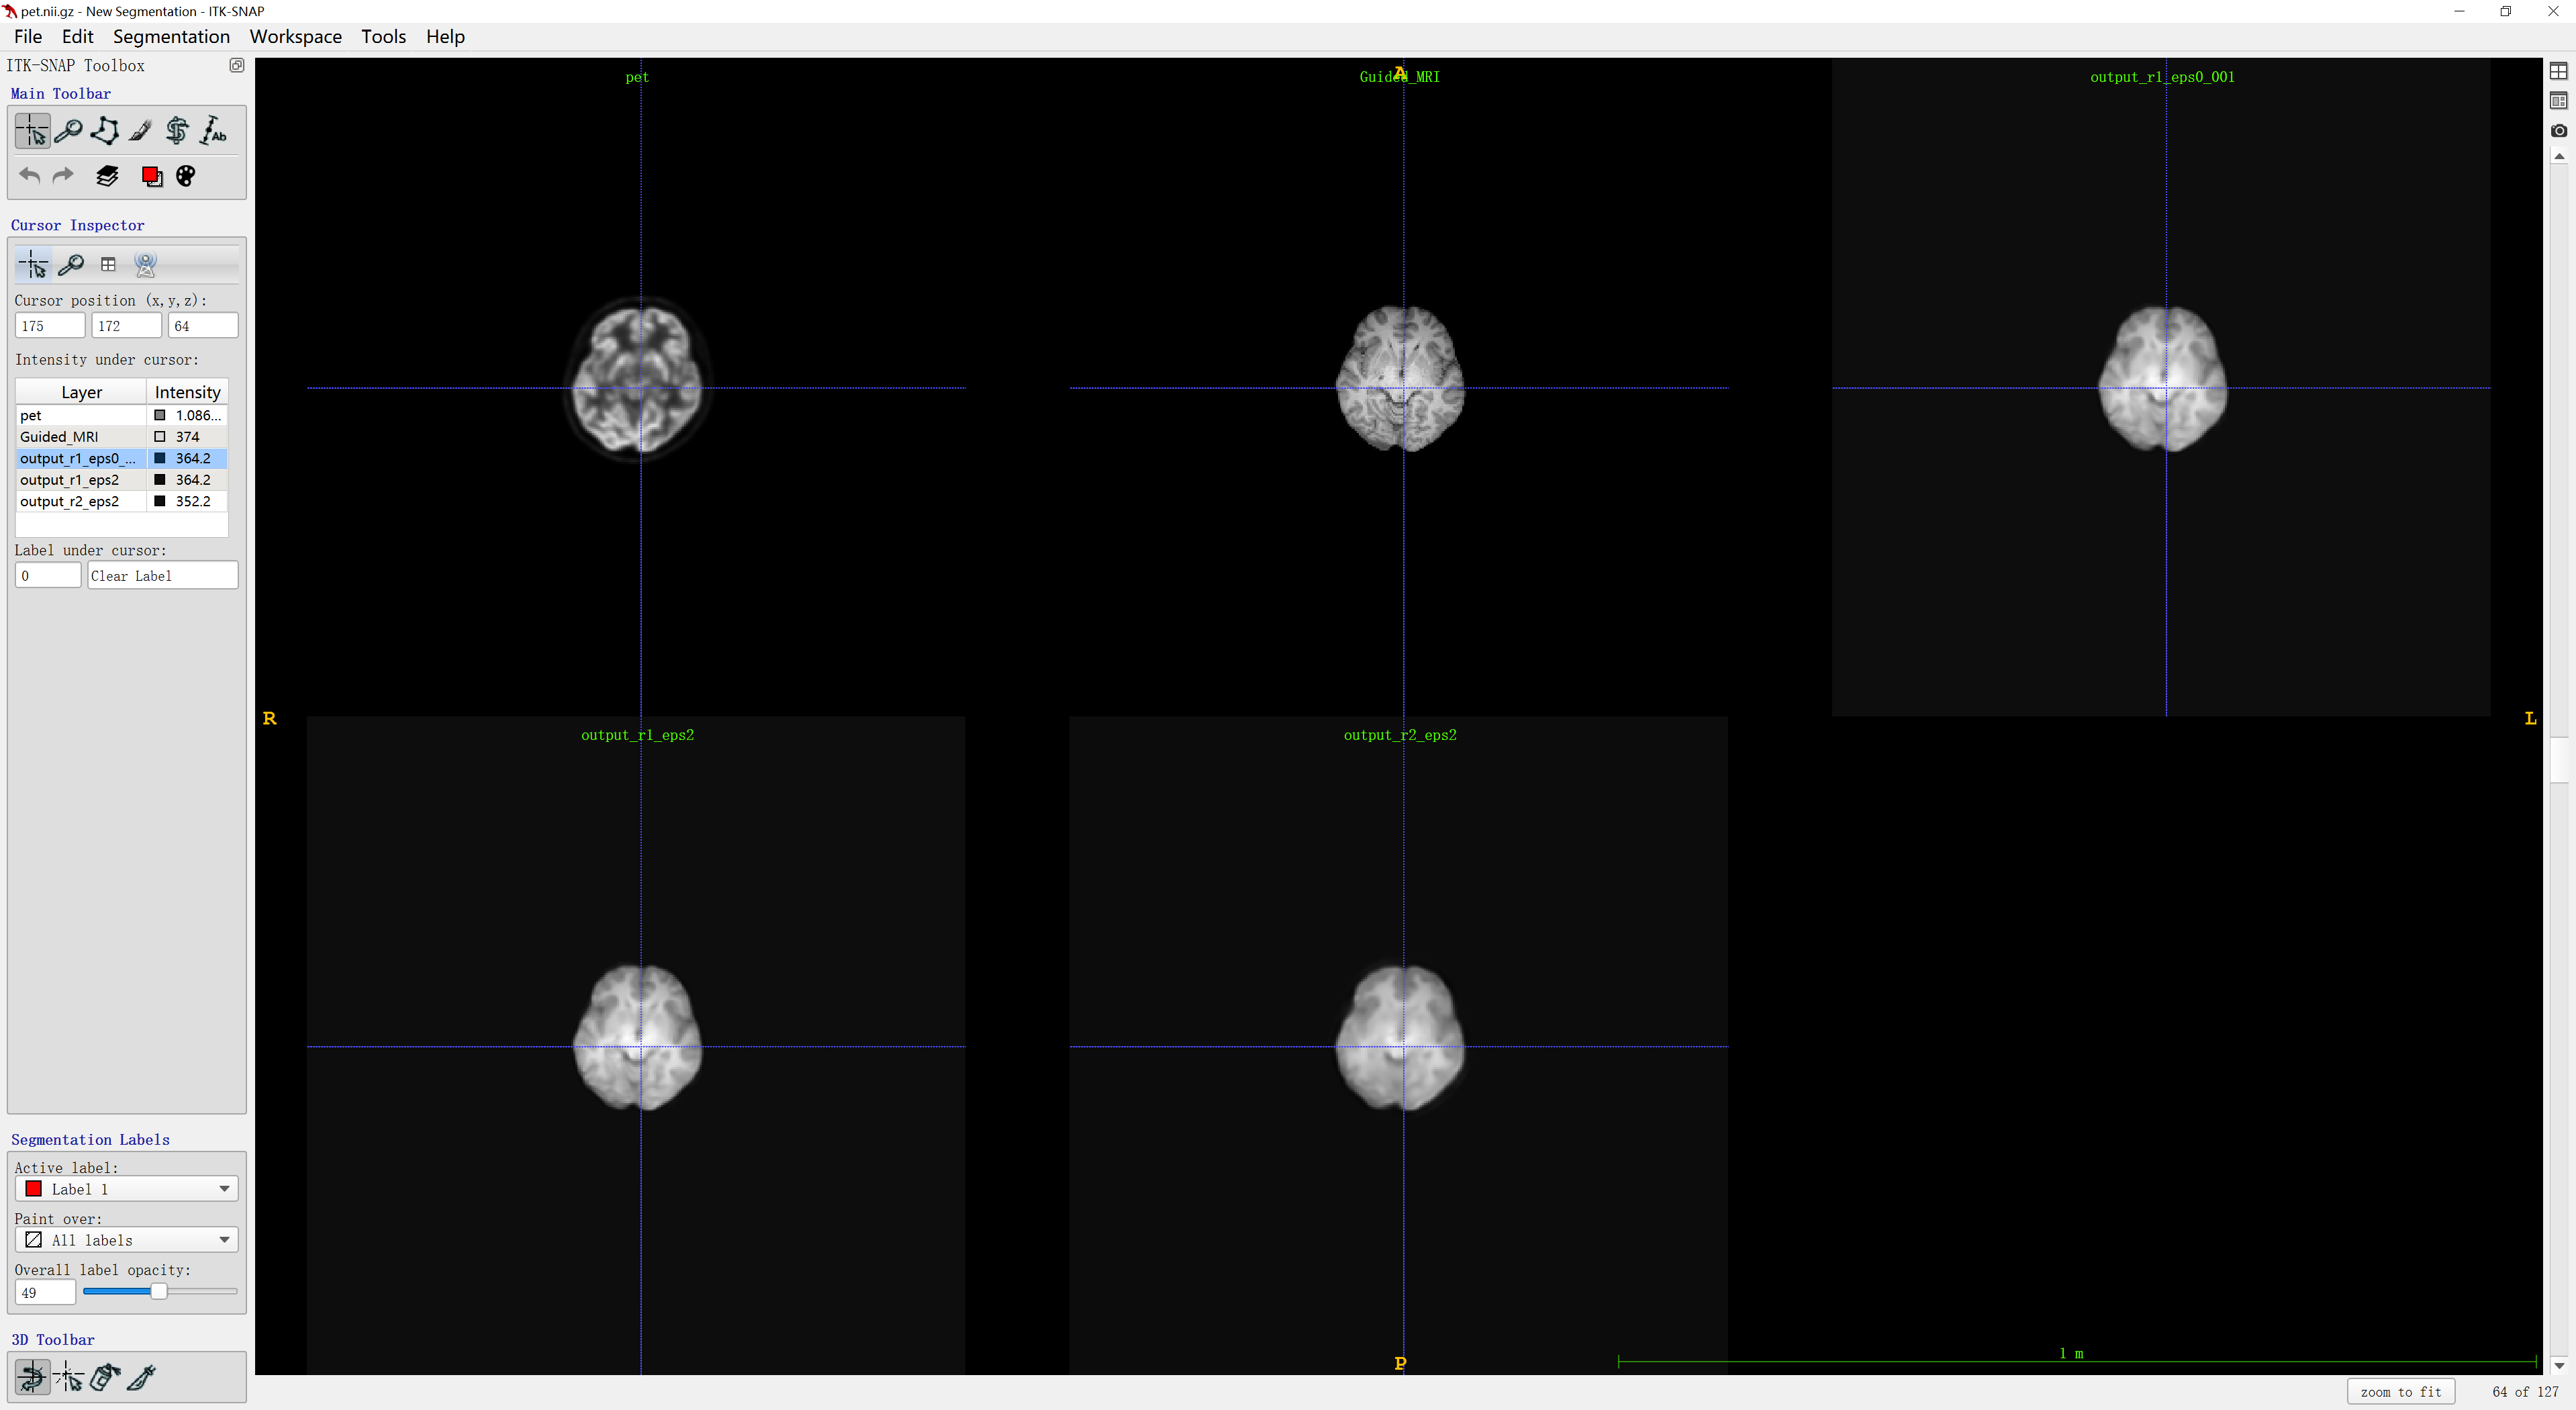 pet.nii.gz - New Segmentation - ITK-SNAP
File Edit Segmentation Workspace Tools Help
ITK-SNAP Toolbox
Main Toolbar
Ab
Cursor Inspector
Cursor position (x,y,z):
175 172 64
Intensity under cursor:
Layer Intensity
pet 1.086...
Guided_MRI 374
output_r1_eps0_... 364.2
output_r1_eps2 364.2
output_r2_eps2 352.2
Label under cursor:
0 Clear Label
Segmentation Labels
Active label:
Label 1
Paint over:
All labels
Overall label opacity:
49
3D Toolbar
pet
A
Guided_MRI
output_r1_eps0_001
R
L
output_r1_eps2
output_r2_eps2
P
1 m
zoom to fit
64 of 127